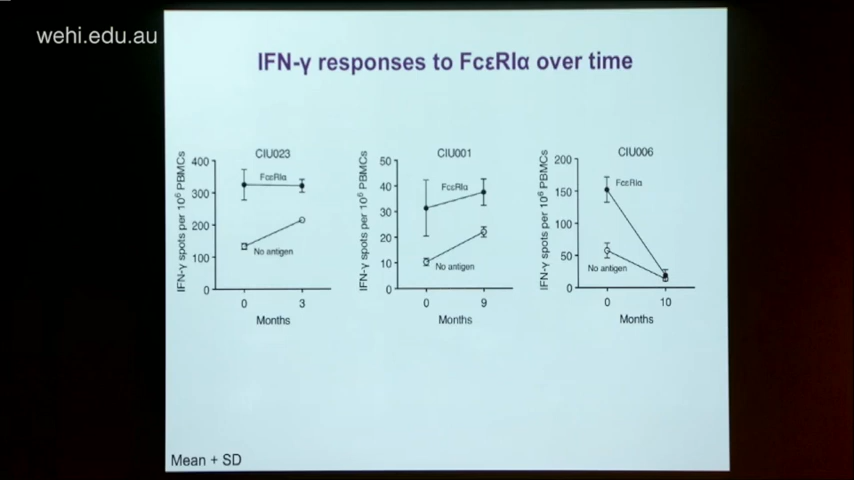 wehi.edu.au
IFN-γ responses to FcεRIα over time
CIU023
IFN-γ spots per 10⁶ PBMCs
400
300
200
100
0
FcεRIα
No antigen
0
3
Months
CIU001
IFN-γ spots per 10⁶ PBMCs
50
40
30
20
10
0
FcεRIα
No antigen
0
9
Months
CIU006
IFN-γ spots per 10⁶ PBMCs
200
150
100
50
0
FcεRIα
No antigen
0
10
Months
Mean + SD